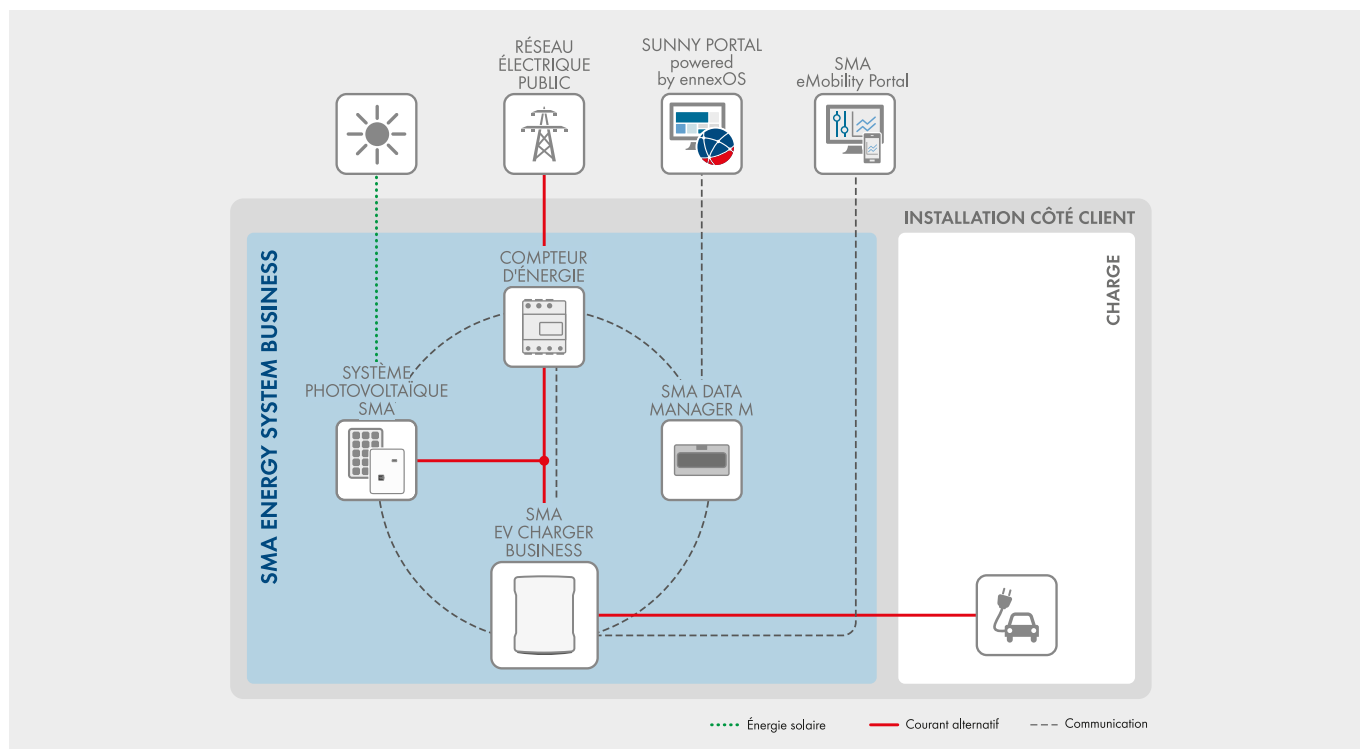 RÉSEAU
ÉLECTRIQUE
PUBLIC
SUNNY PORTAL
powered
by ennexOS
SMA
eMobility Portal
INSTALLATION CÔTÉ CLIENT
SMA ENERGY SYSTEM BUSINESS
COMPTEUR
D'ÉNERGIE
CHARGE
SYSTÈME
PHOTOVOLTAÏQUE
SMA
SMA DATA
MANAGER M
SMA
EV CHARGER
BUSINESS
Énergie solaire
Courant alternatif
Communication